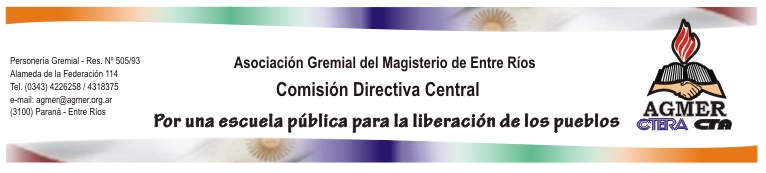 Personería Gremial - Res. Nº 505/93
Alameda de la Federación 114
Tel. (0343) 4226258 / 4318375
e-mail: agmer@agmer.org.ar
(3100) Paraná - Entre Ríos
Asociación Gremial del Magisterio de Entre Ríos
Comisión Directiva Central
Por una escuela pública para la liberación de los pueblos
AGMER
CTERA CTA